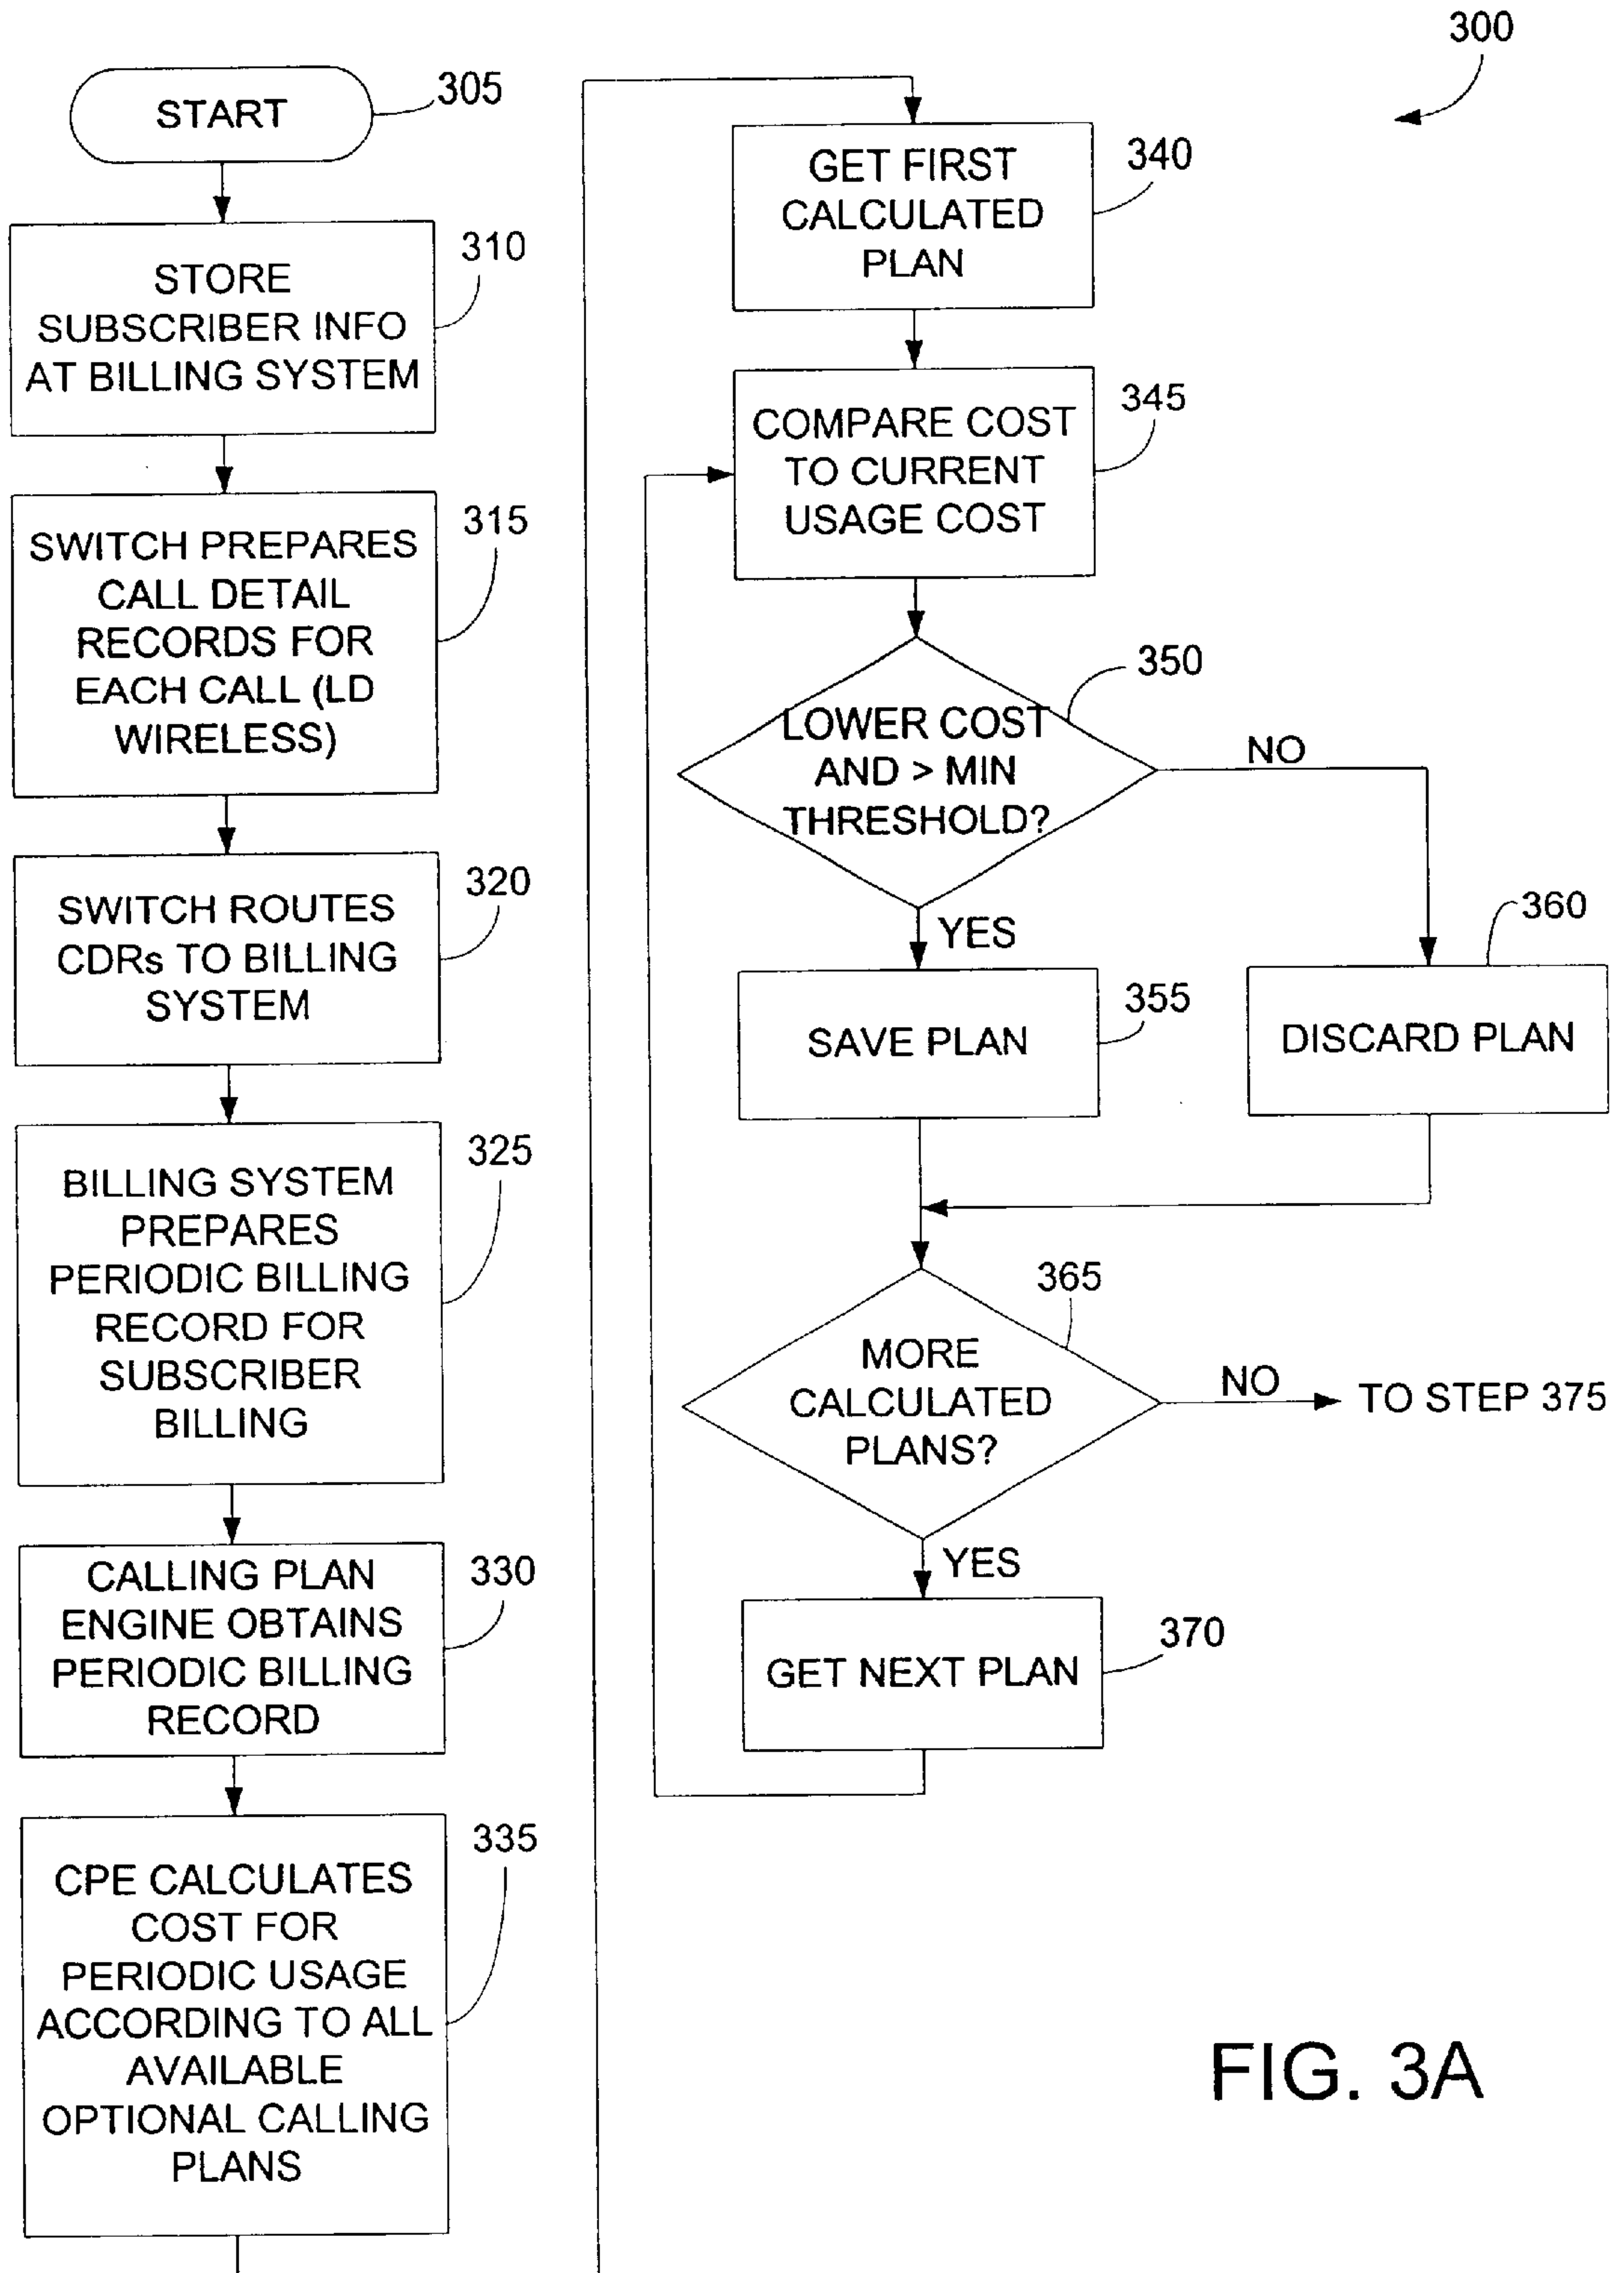 300
START
305
STORE
SUBSCRIBER INFO
AT BILLING SYSTEM
310
SWITCH PREPARES
CALL DETAIL
RECORDS FOR
EACH CALL (LD
WIRELESS)
315
SWITCH ROUTES
CDRs TO BILLING
SYSTEM
320
BILLING SYSTEM
PREPARES
PERIODIC BILLING
RECORD FOR
SUBSCRIBER
BILLING
325
CALLING PLAN
ENGINE OBTAINS
PERIODIC BILLING
RECORD
330
CPE CALCULATES
COST FOR
PERIODIC USAGE
ACCORDING TO ALL
AVAILABLE
OPTIONAL CALLING
PLANS
335
GET FIRST
CALCULATED
PLAN
340
COMPARE COST
TO CURRENT
USAGE COST
345
LOWER COST
AND > MIN
THRESHOLD?
350
NO
YES
SAVE PLAN
355
DISCARD PLAN
360
MORE
CALCULATED
PLANS?
365
NO
TO STEP 375
YES
GET NEXT PLAN
370
FIG. 3A